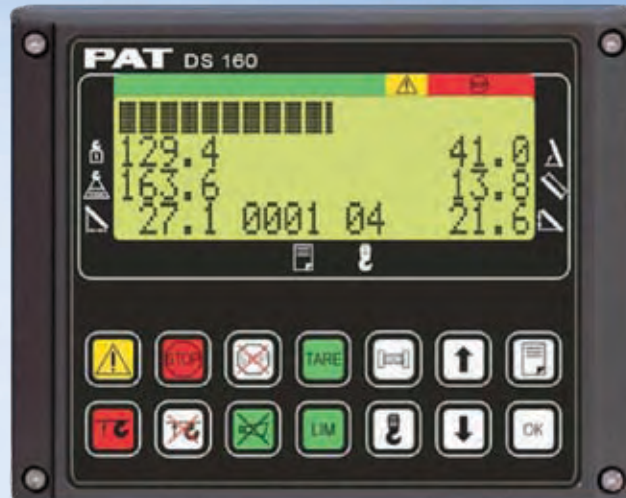 PAT DS 160
129.4 41.0
163.6 13.8
27.1 0001 04 21.6
STOP TARE
LIM OK